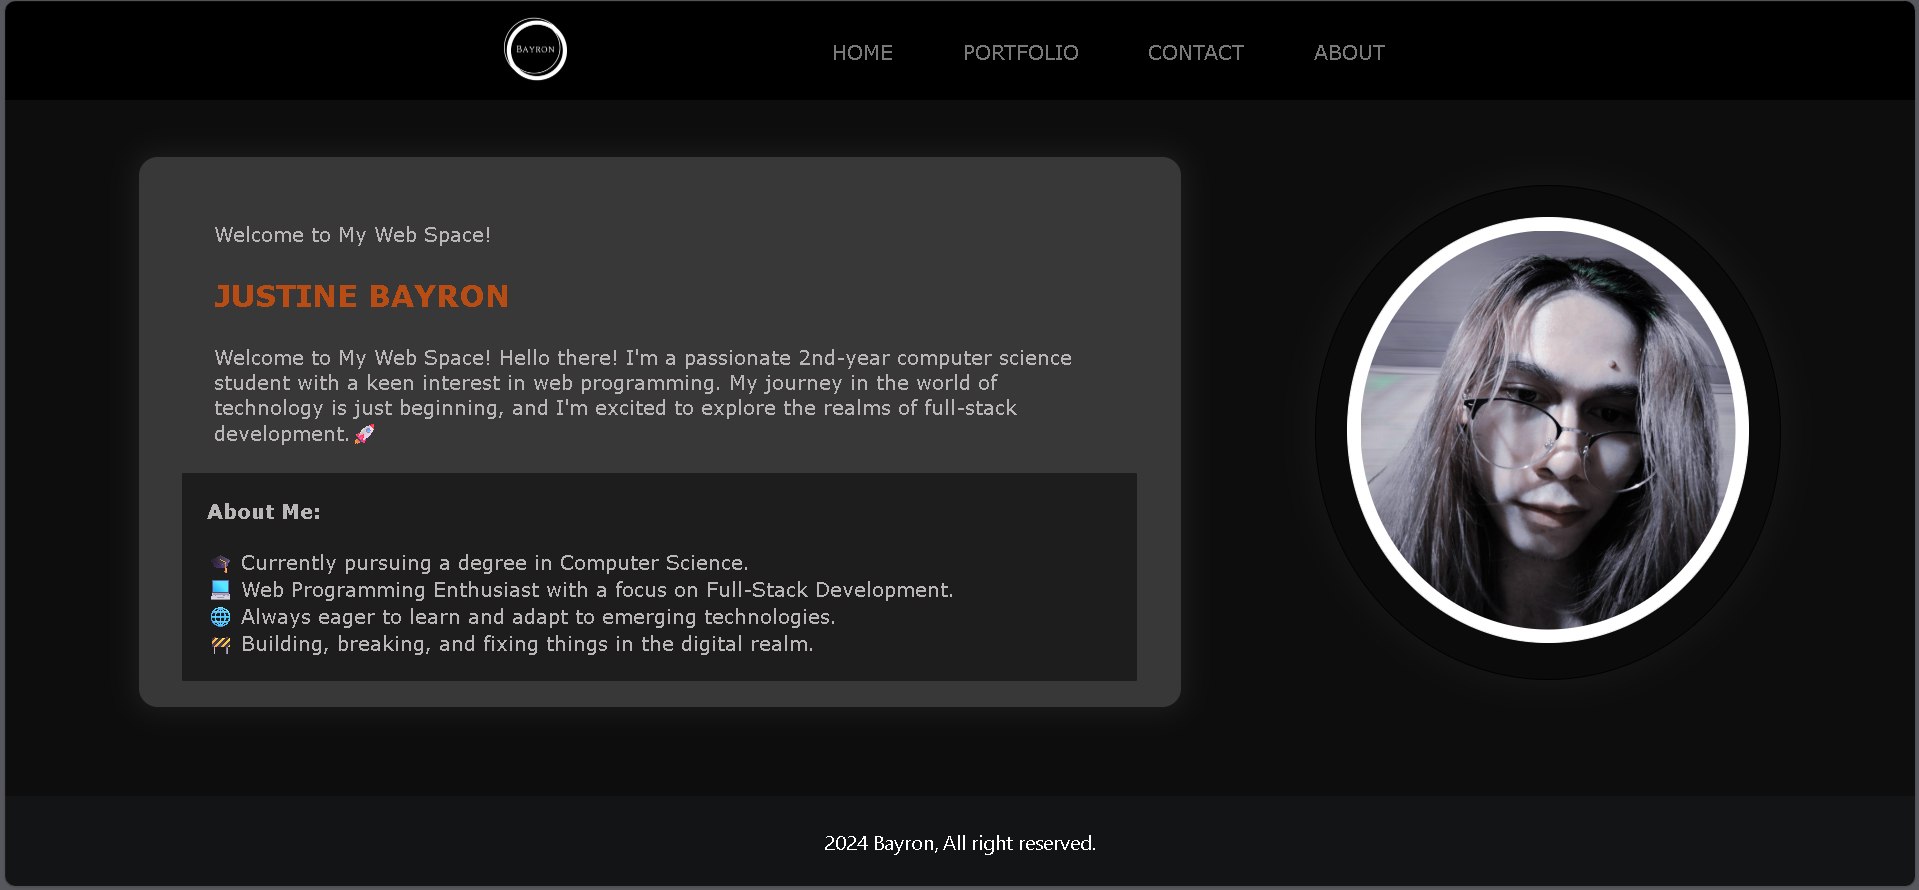 BAYRON
HOME PORTFOLIO CONTACT ABOUT
Welcome to My Web Space!
JUSTINE BAYRON
Welcome to My Web Space! Hello there! I'm a passionate 2nd-year computer science
student with a keen interest in web programming. My journey in the world of
technology is just beginning, and I'm excited to explore the realms of full-stack
development.🚀
About Me:
🎓 Currently pursuing a degree in Computer Science.
💻 Web Programming Enthusiast with a focus on Full-Stack Development.
🌐 Always eager to learn and adapt to emerging technologies.
🚧 Building, breaking, and fixing things in the digital realm.
2024 Bayron, All right reserved.